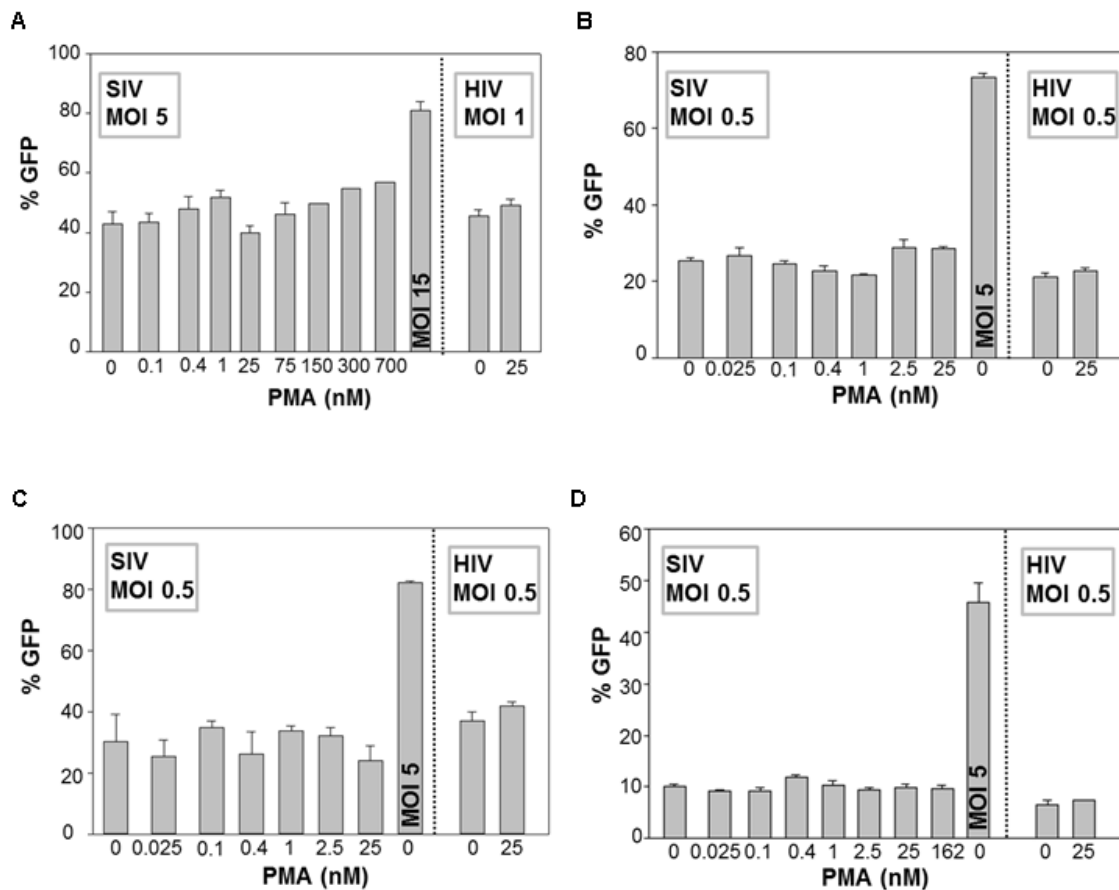 A
100
80
60
40
20
0
% GFP
SIV
MOI 5
MOI 15
HIV
MOI 1
0 0.1 0.4 1 25 75 150 300 700 0 25
PMA (nM)
B
80
60
40
20
0
% GFP
SIV
MOI 0.5
MOI 5
HIV
MOI 0.5
0 0.025 0.1 0.4 1 2.5 25 0 0 25
PMA (nM)
C
100
80
60
40
20
0
% GFP
SIV
MOI 0.5
MOI 5
HIV
MOI 0.5
0 0.025 0.1 0.4 1 2.5 25 0 0 25
PMA (nM)
D
60
50
40
30
20
10
0
% GFP
SIV
MOI 0.5
MOI 5
HIV
MOI 0.5
0 0.025 0.1 0.4 1 2.5 25 162 0 0 25
PMA (nM)